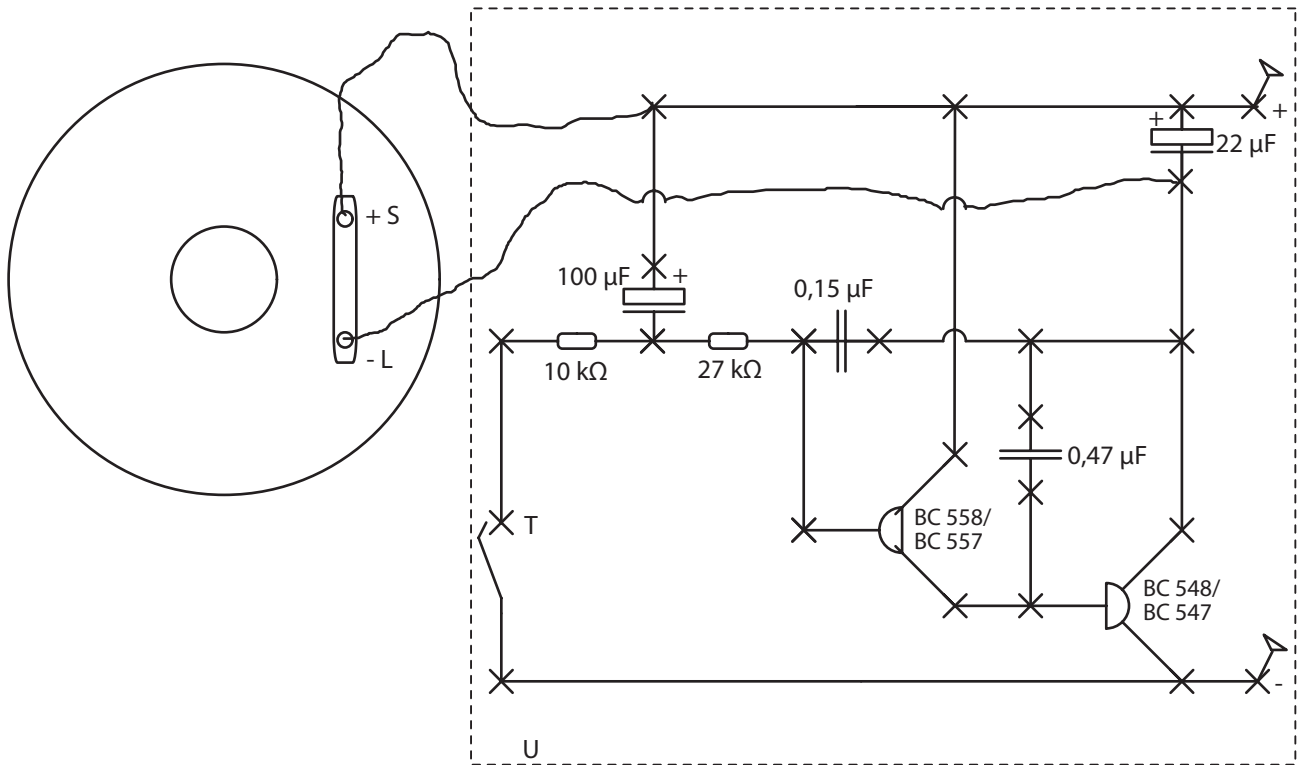 +
+
22 µF
+ S
100 µF
+
0,15 µF
- L
10 kΩ
27 kΩ
0,47 µF
T
BC 558/
BC 557
BC 548/
BC 547
-
U